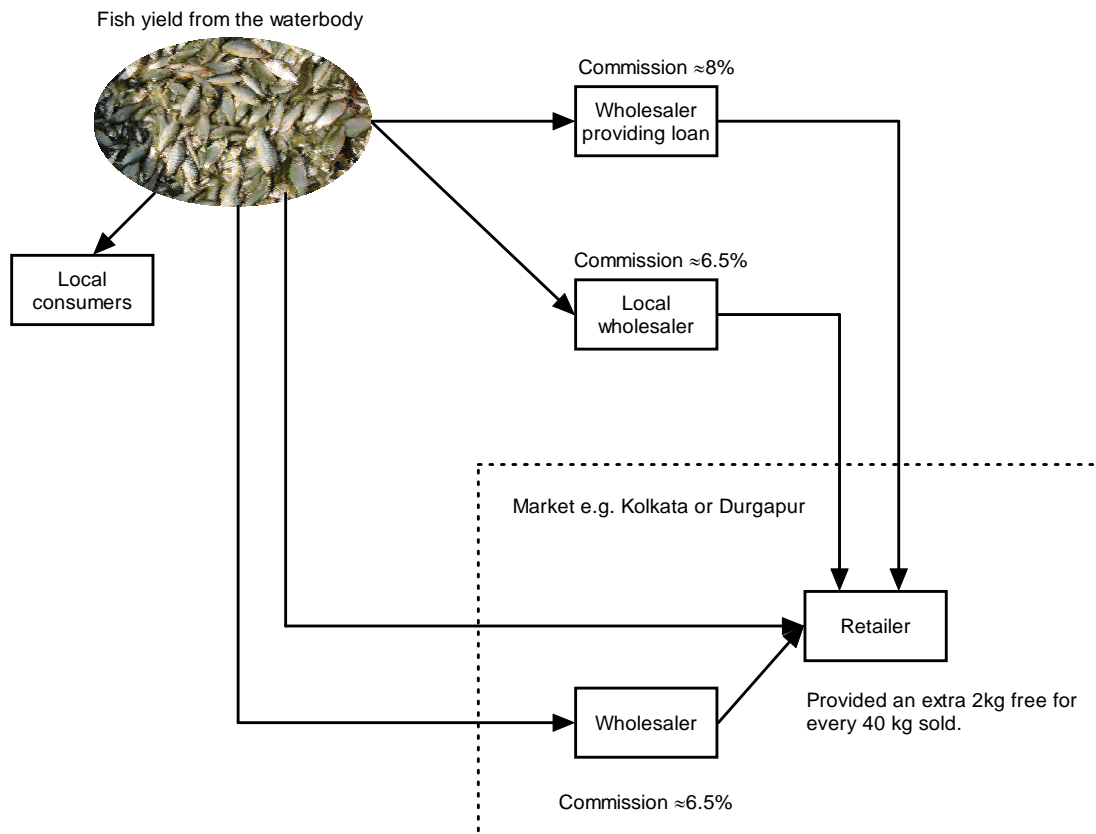 Fish yield from the waterbody
Commission ≈8%
Wholesaler
providing loan
Commission ≈6.5%
Local
consumers
Local
wholesaler
Market e.g. Kolkata or Durgapur
Retailer
Provided an extra 2kg free for
every 40 kg sold.
Wholesaler
Commission ≈6.5%